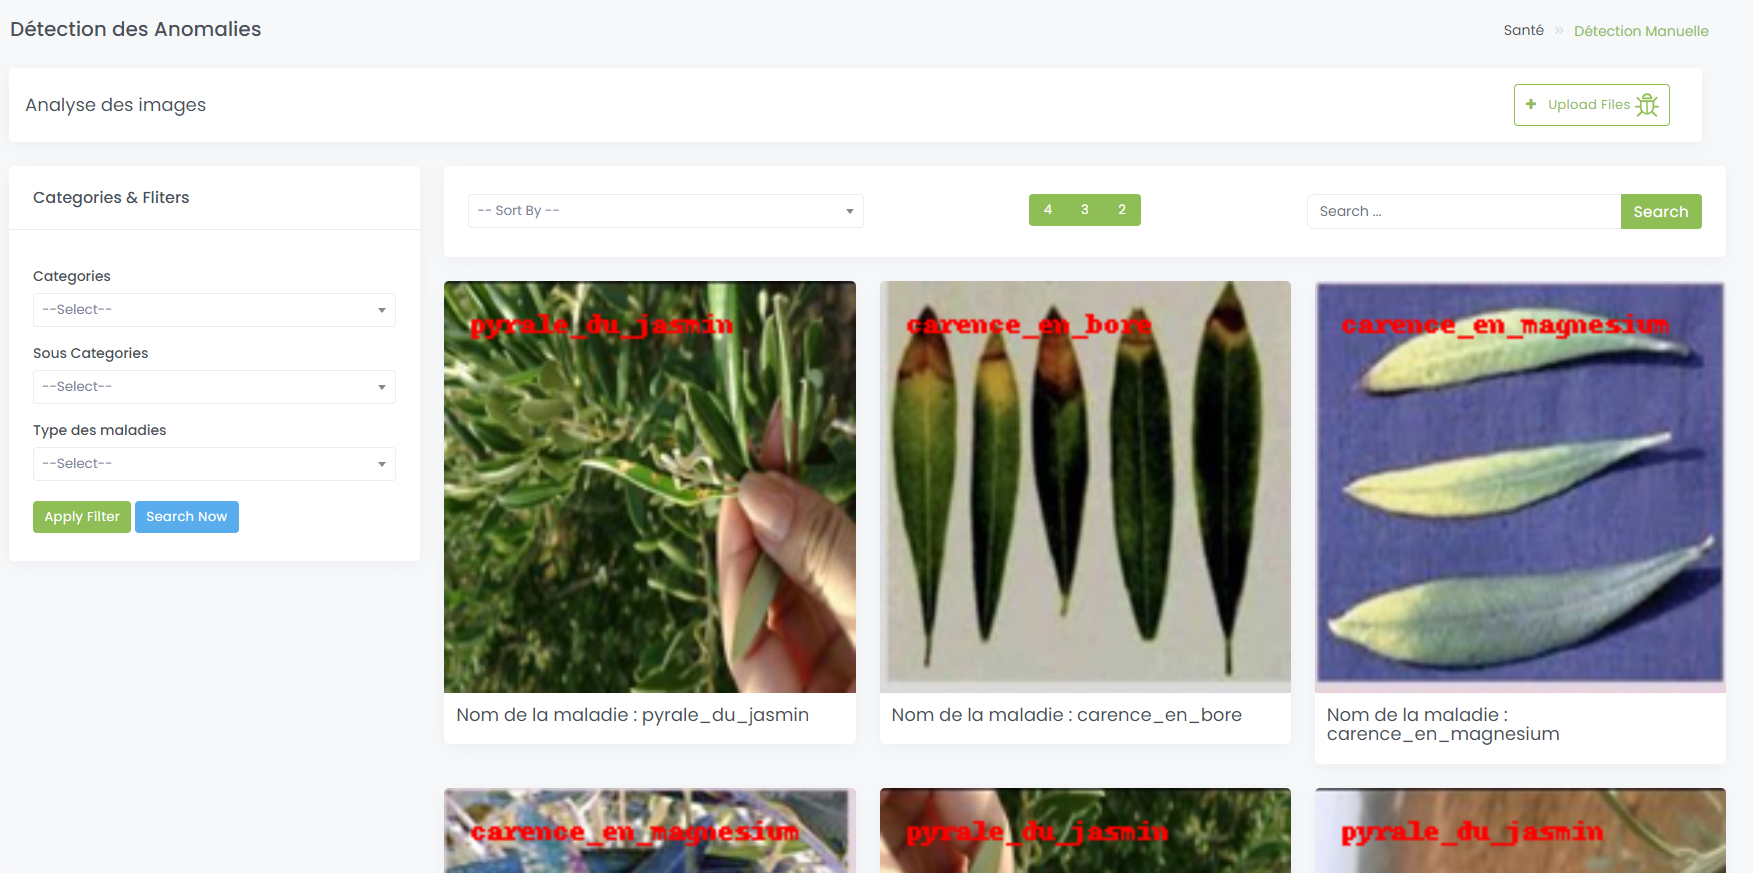 Détection des Anomalies
Santé » Détection Manuelle
Analyse des images
+ Upload Files
Categories & Fliters
Categories
--Select--
Sous Categories
--Select--
Type des maladies
--Select--
Apply Filter Search Now
-- Sort By --
4 3 2
Search ... Search
pyrale_du_jasmin
Nom de la maladie : pyrale_du_jasmin
carence_en_bore
Nom de la maladie : carence_en_bore
carence_en_magnesium
Nom de la maladie :
carence_en_magnesium
carence_en_magnesium
pyrale_du_jasmin
pyrale_du_jasmin